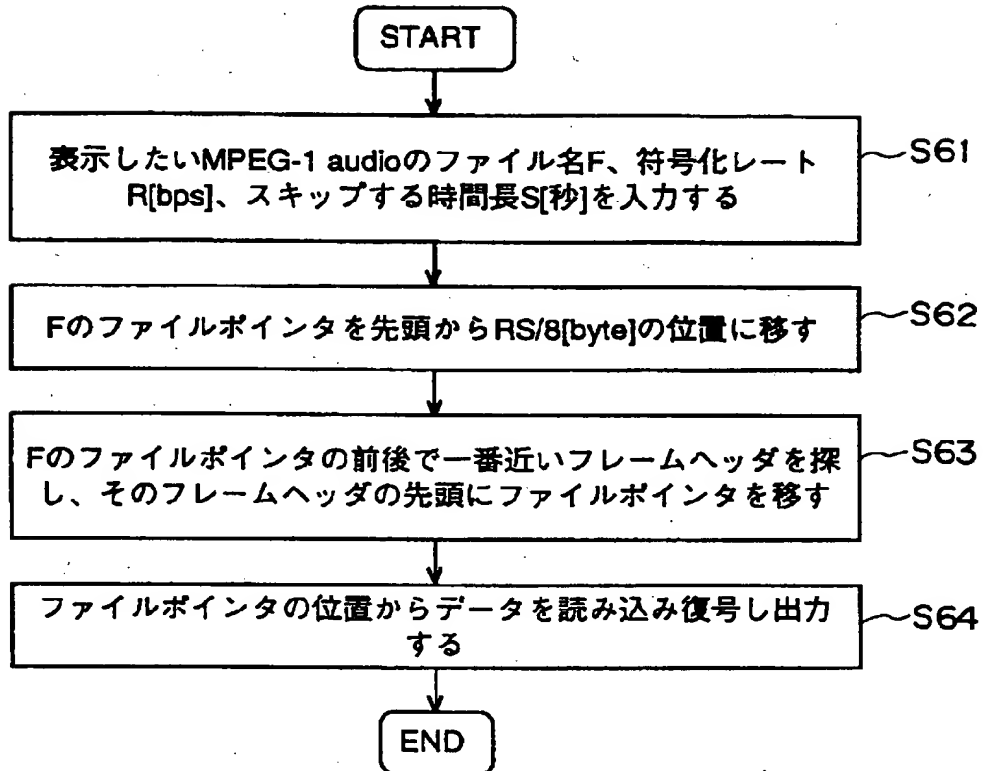 START
表示したいMPEG-1 audioのファイル名F、符号化レート
R[bps]、スキップする時間長S[秒]を入力する
S61
Fのファイルポインタを先頭からRS/8[byte]の位置に移す
S62
Fのファイルポインタの前後で一番近いフレームヘッダを探
し、そのフレームヘッダの先頭にファイルポインタを移す
S63
ファイルポインタの位置からデータを読み込み復号し出力
する
S64
END